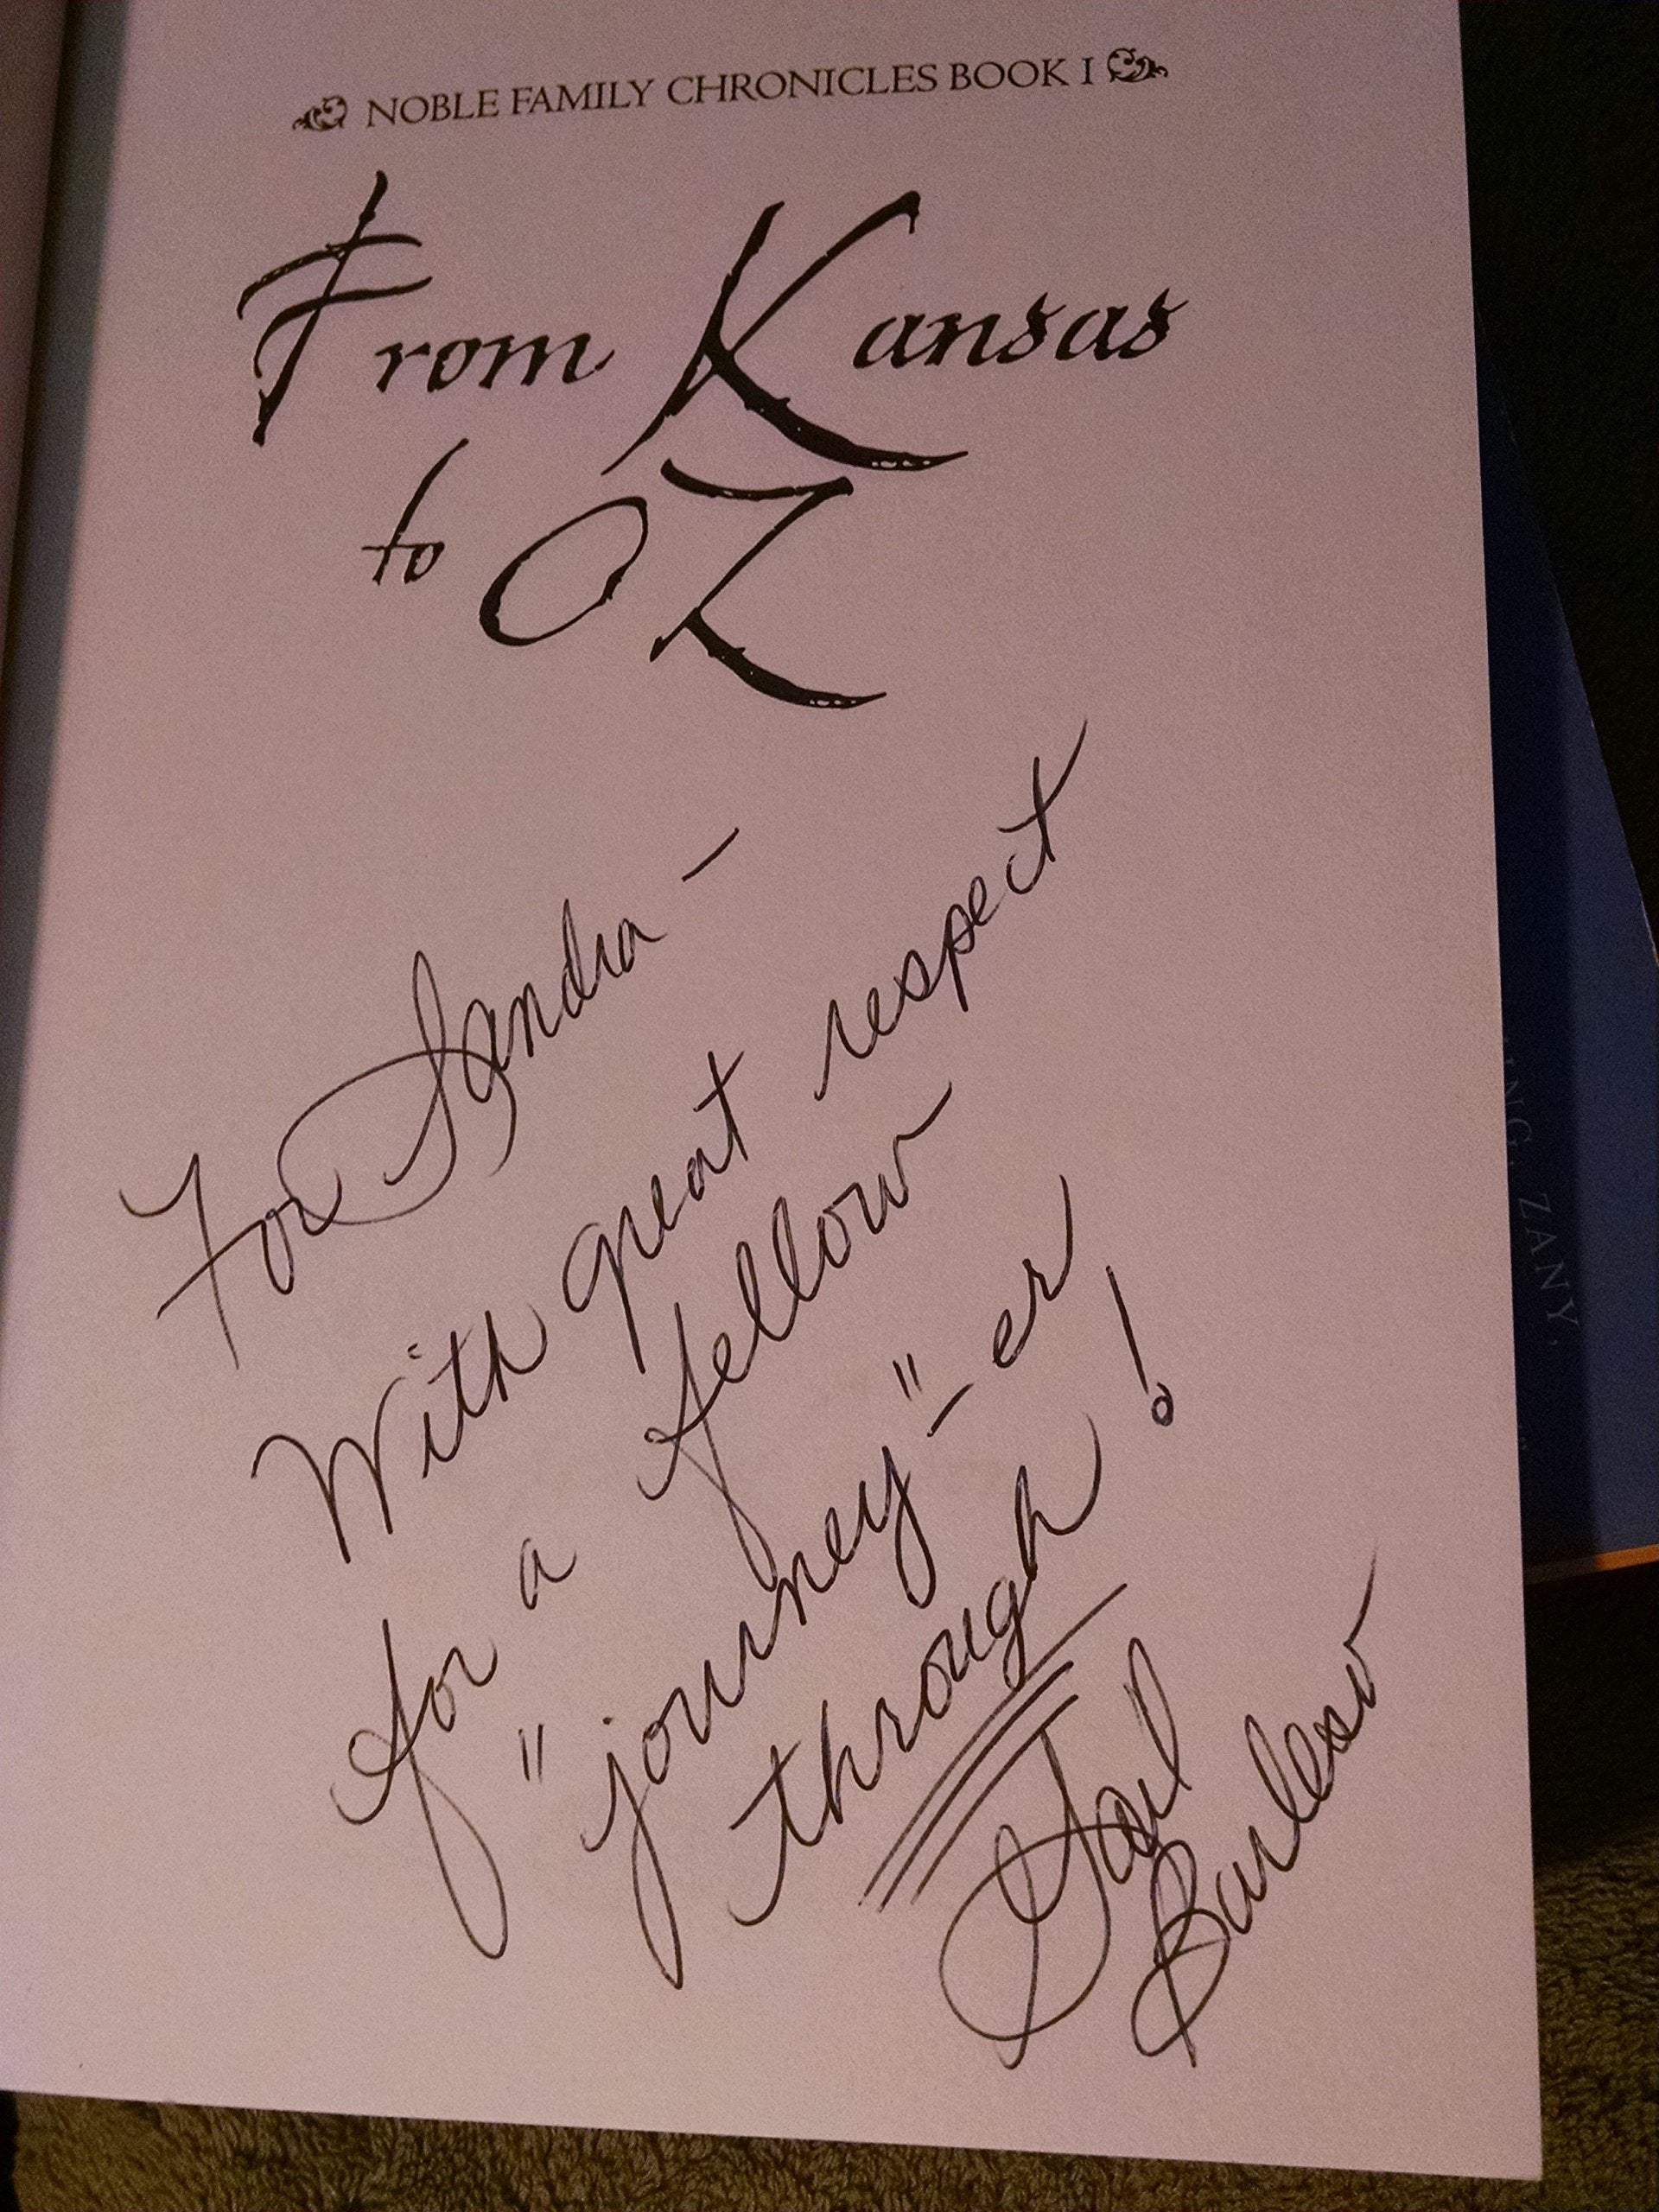 NOBLE FAMILY CHRONICLES BOOK I
From Kansas
to OZ
For Sandra –
With great respect
for a fellow
"journey"-er
through!
Gail
ING, ZANY,